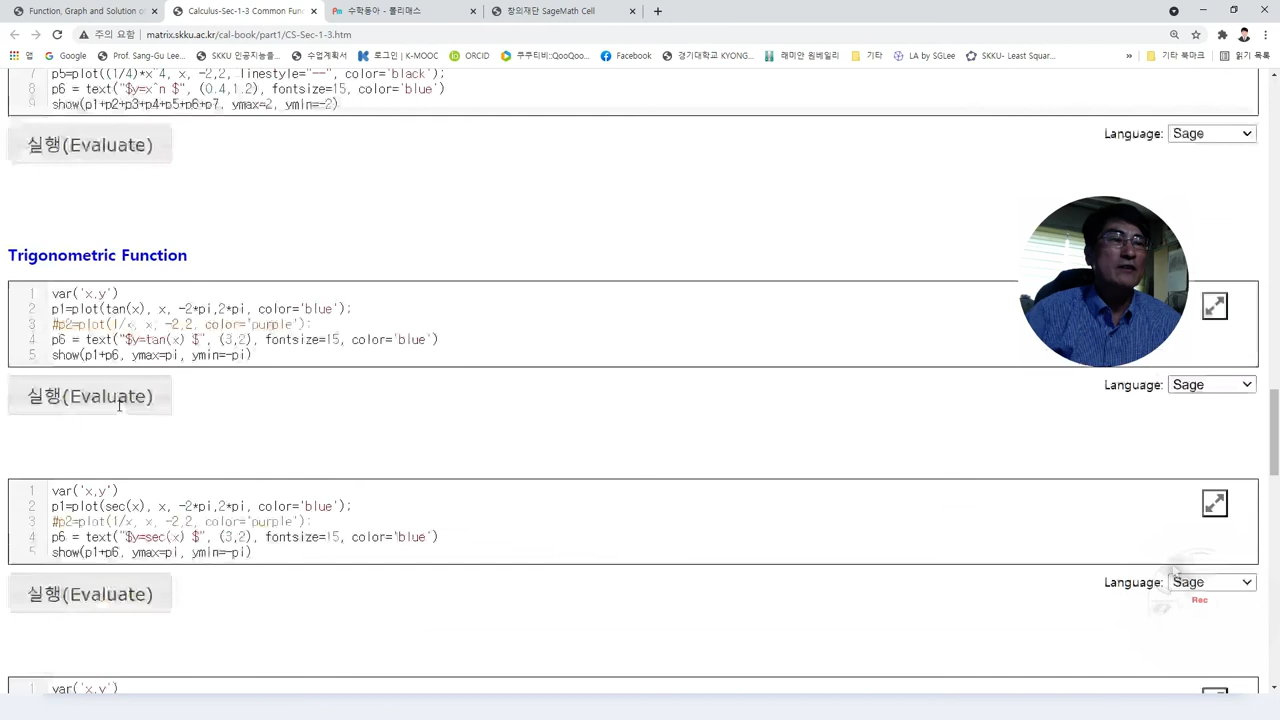 Function, Graph and Solution of
Calculus-Sec-1-3 Common Func
수학동아 - 폴리매스
창의재단 SageMath Cell
주의 요함 | matrix.skku.ac.kr/cal-book/part1/CS-Sec-1-3.htm
앱 Google Prof. Sang-Gu Lee... SKKU 인공지능을... 수업계획서 로그인 | K-MOOC ORCID 쿠쿠티비::QooQoo... Facebook 경기대학교 KYONG... 래미안 원베일리 기타 LA by SGLee SKKU- Least Squar... » 기타 북마크 읽기 목록
7 p5=plot((1/4)*x^4, x, -2,2, linestyle="--", color='black');
8 p6 = text("$y=x^n $", (0.4,1.2), fontsize=15, color='blue')
9 show(p1+p2+p3+p4+p5+p6+p7, ymax=2, ymin=-2)
실행(Evaluate)
Language: Sage
Trigonometric Function
1 var('x,y')
2 p1=plot(tan(x), x, -2*pi,2*pi, color='blue');
3 #p2=plot(1/x, x, -2,2, color='purple');
4 p6 = text("$y=tan(x) $", (3,2), fontsize=15, color='blue')
5 show(p1+p6, ymax=pi, ymin=-pi)
실행(Evaluate)
Language: Sage
1 var('x,y')
2 p1=plot(sec(x), x, -2*pi,2*pi, color='blue');
3 #p2=plot(1/x, x, -2,2, color='purple');
4 p6 = text("$y=sec(x) $", (3,2), fontsize=15, color='blue')
5 show(p1+p6, ymax=pi, ymin=-pi)
실행(Evaluate)
Language: Sage
Rec
1 var('x,y')